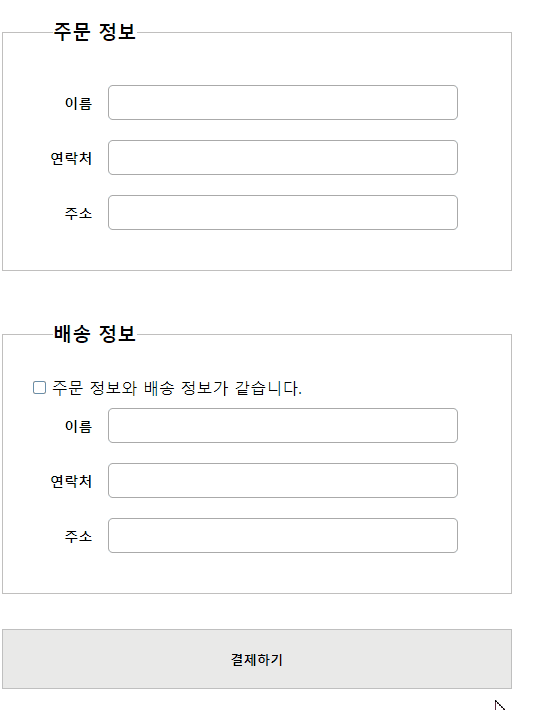 주문 정보
이름
연락처
주소
배송 정보
주문 정보와 배송 정보가 같습니다.
이름
연락처
주소
결제하기